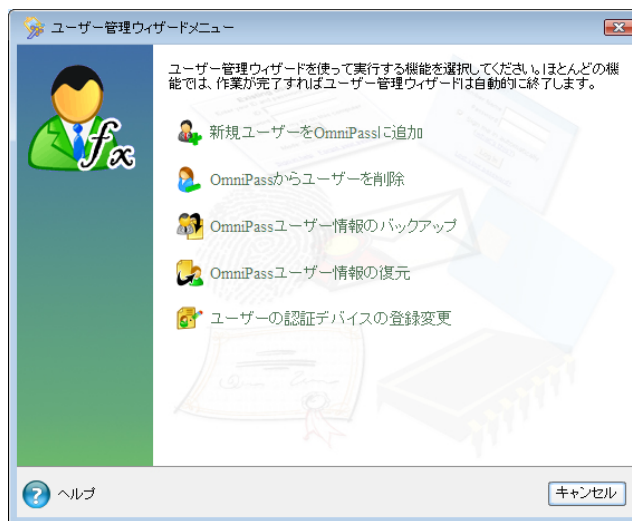 ユーザー管理ウィザードメニュー
ユーザー管理ウィザードを使って実行する機能を選択してください。ほとんどの機
能では、作業が完了すればユーザー管理ウィザードは自動的に終了します。
fx
新規ユーザーをOmniPassに追加
OmniPassからユーザーを削除
OmniPassユーザー情報のバックアップ
OmniPassユーザー情報の復元
ユーザーの認証デバイスの登録変更
ヘルプ
キャンセル